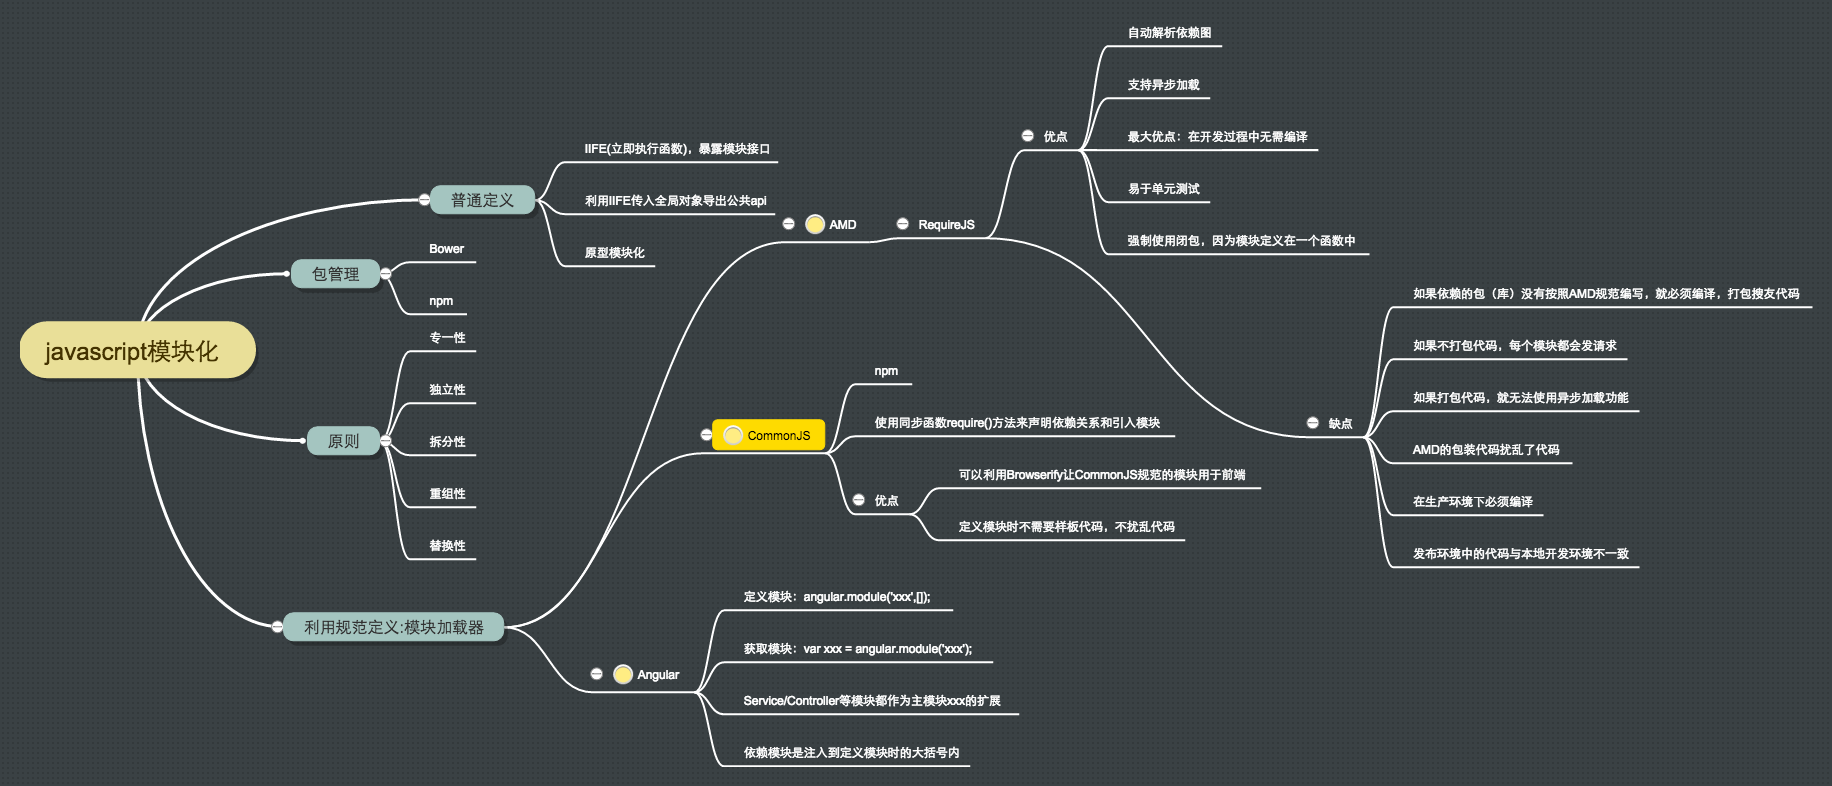 javascript模块化
普通定义
IIFE(立即执行函数)，暴露模块接口
利用IIFE传入全局对象导出公共api
原型模块化
包管理
Bower
npm
原则
专一性
独立性
拆分性
重组性
替换性
利用规范定义:模块加载器
AMD
RequireJS
优点
自动解析依赖图
支持异步加载
最大优点：在开发过程中无需编译
易于单元测试
强制使用闭包，因为模块定义在一个函数中
缺点
如果依赖的包（库）没有按照AMD规范编写，就必须编译，打包搜友代码
如果不打包代码，每个模块都会发请求
如果打包代码，就无法使用异步加载功能
AMD的包装代码扰乱了代码
在生产环境下必须编译
发布环境中的代码与本地开发环境不一致
CommonJS
npm
使用同步函数require()方法来声明依赖关系和引入模块
优点
可以利用Browserify让CommonJS规范的模块用于前端
定义模块时不需要样板代码，不扰乱代码
Angular
定义模块：angular.module('xxx',[]);
获取模块：var xxx = angular.module('xxx');
Service/Controller等模块都作为主模块xxx的扩展
依赖模块是注入到定义模块时的大括号内